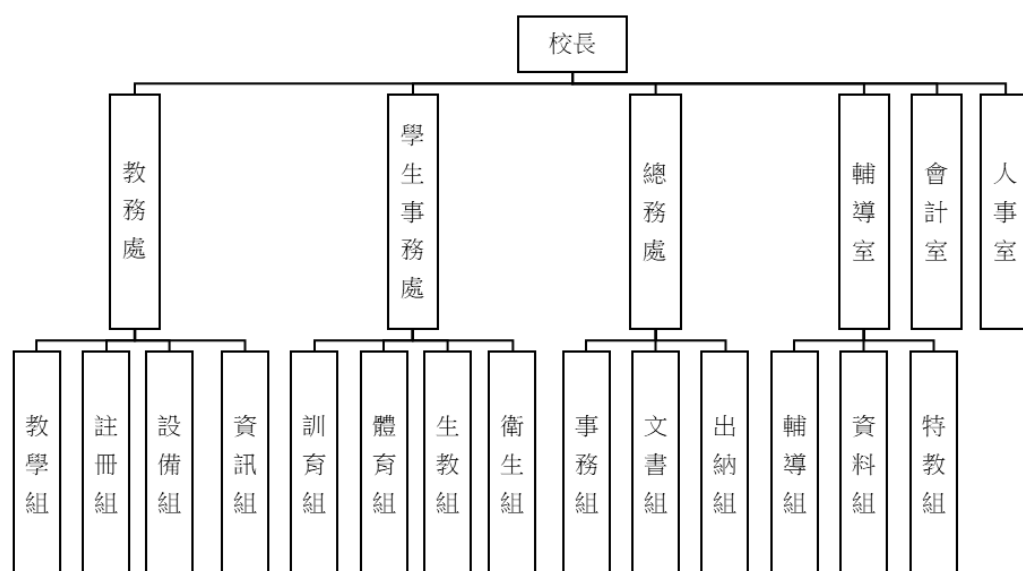 校長
教務處
學生事務處
總務處
輔導室
會計室
人事室
教學組
註冊組
設備組
資訊組
訓育組
體育組
生教組
衛生組
事務組
文書組
出納組
輔導組
資料組
特教組